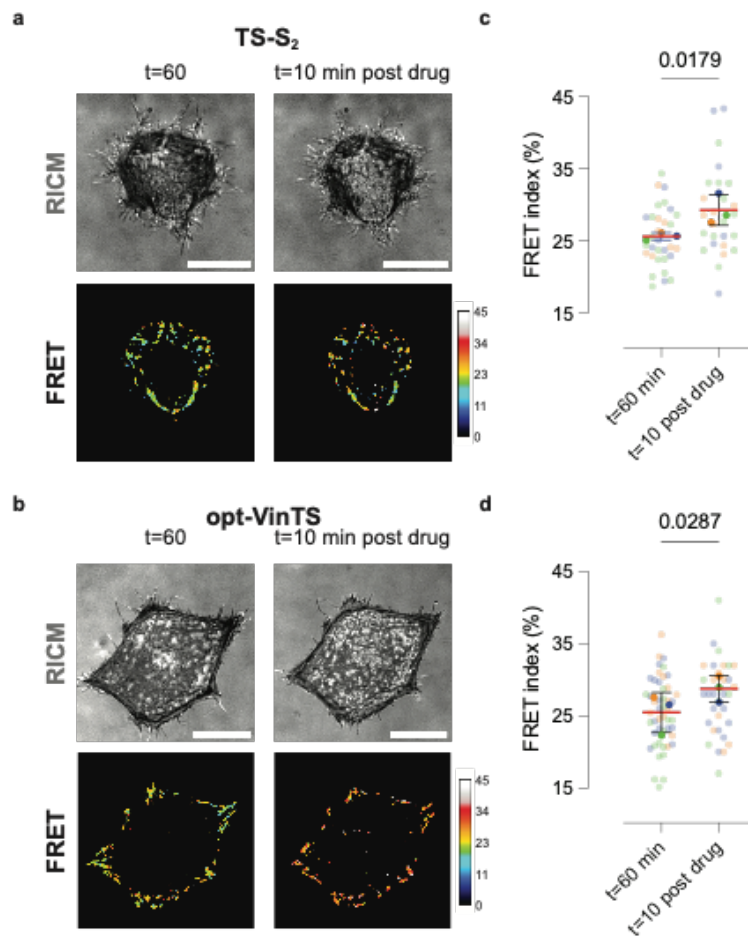 a
TS-S₂
t=60
t=10 min post drug
RICM
FRET
45
34
23
11
0
b
opt-VinTS
t=60
t=10 min post drug
RICM
FRET
45
34
23
11
0
c
0.0179
FRET index (%)
45
35
25
15
t=60 min
t=10 post drug
d
0.0287
FRET index (%)
45
35
25
15
t=60 min
t=10 post drug